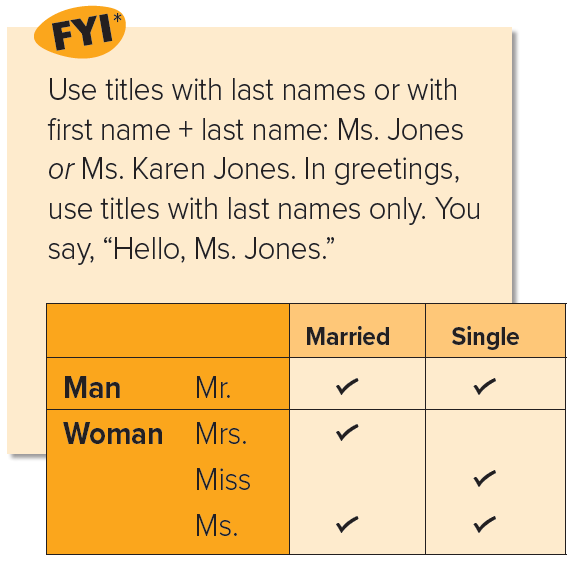 FYI*
Use titles with last names or with
first name + last name: Ms. Jones
or Ms. Karen Jones. In greetings,
use titles with last names only. You
say, “Hello, Ms. Jones.”
Married Single
Man Mr. ✓ ✓
Woman Mrs. ✓
Miss ✓
Ms. ✓ ✓